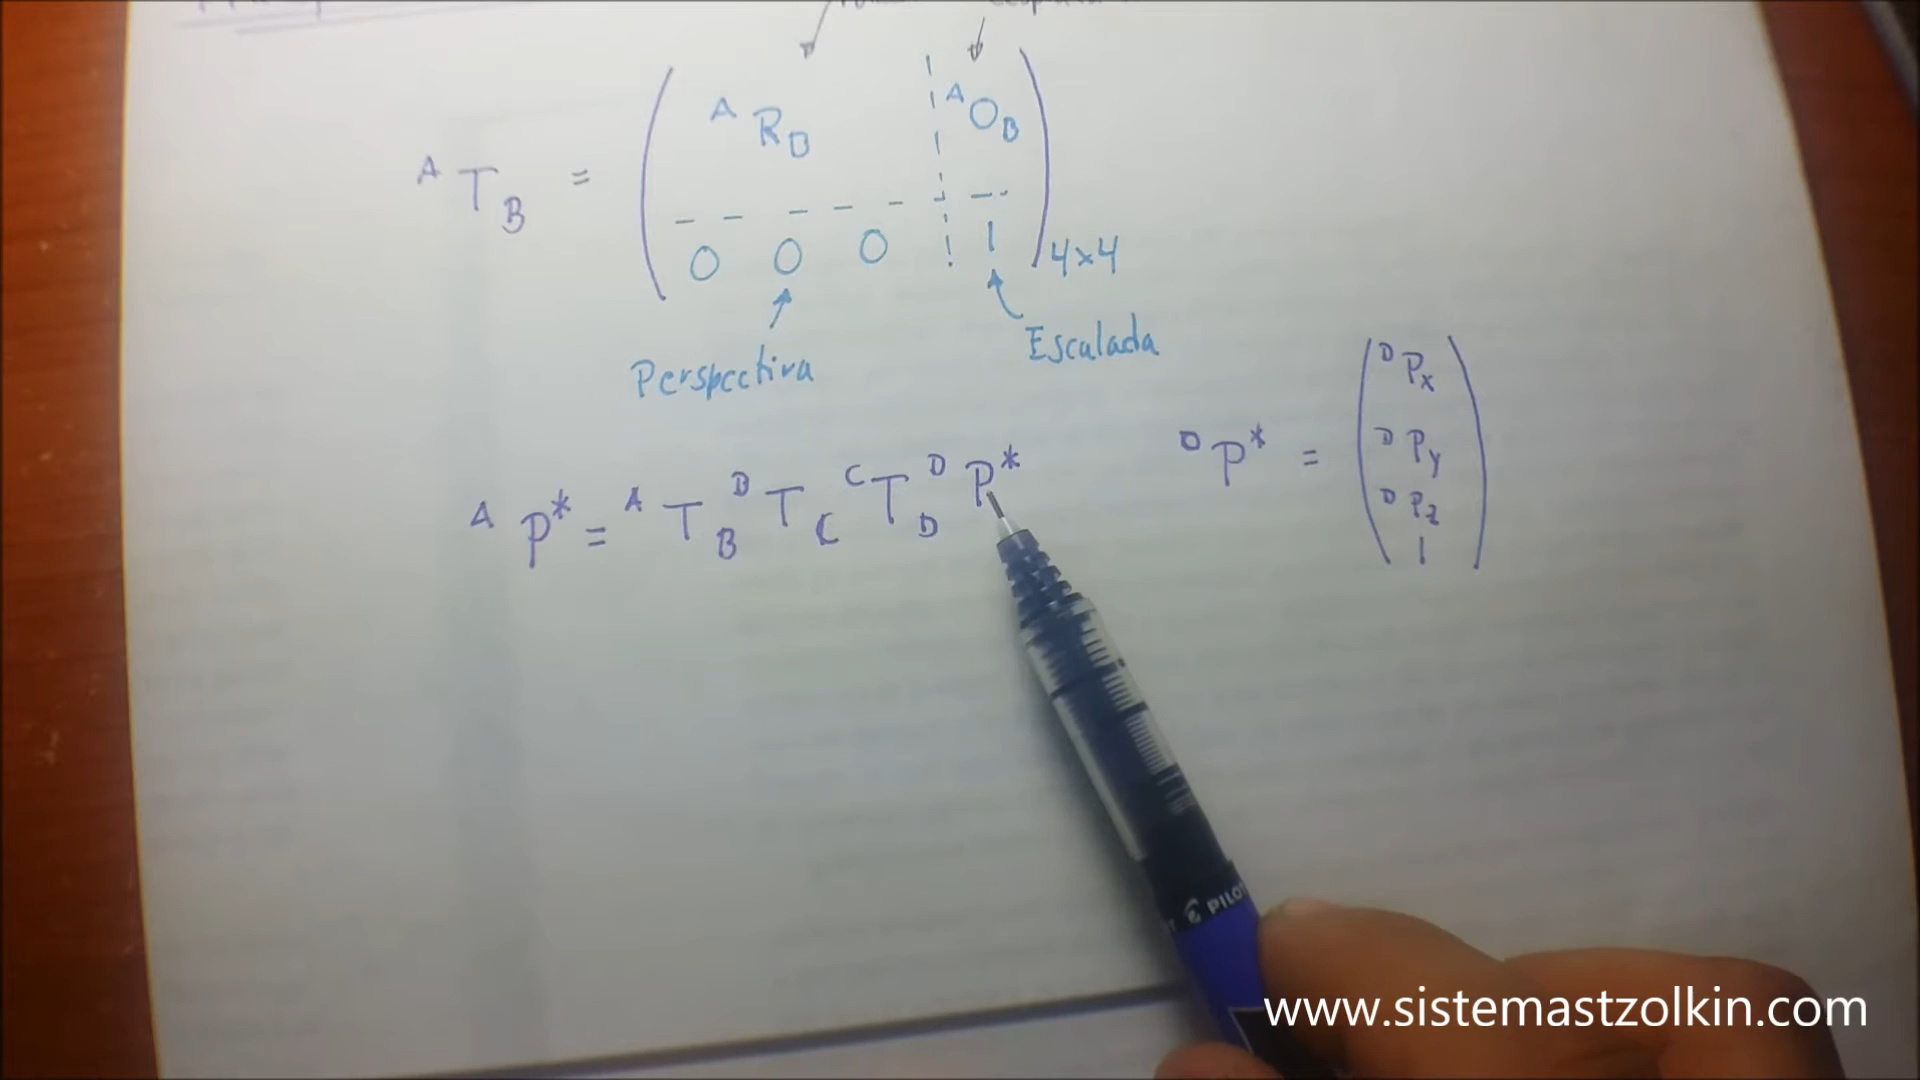 ᴬT_B = ( ᴬR_B ¦ ᴬO_B
0 0 0 ¦ 1 )₄ₓ₄
Perspectiva
Escalada
ᴬP* = ᴬT_B ᴮT_C ᶜT_D ᴰP*
ᴰP* = ( ᴰP_x
ᴰP_y
ᴰP_z
1 )
PILOT
www.sistemastzolkin.com